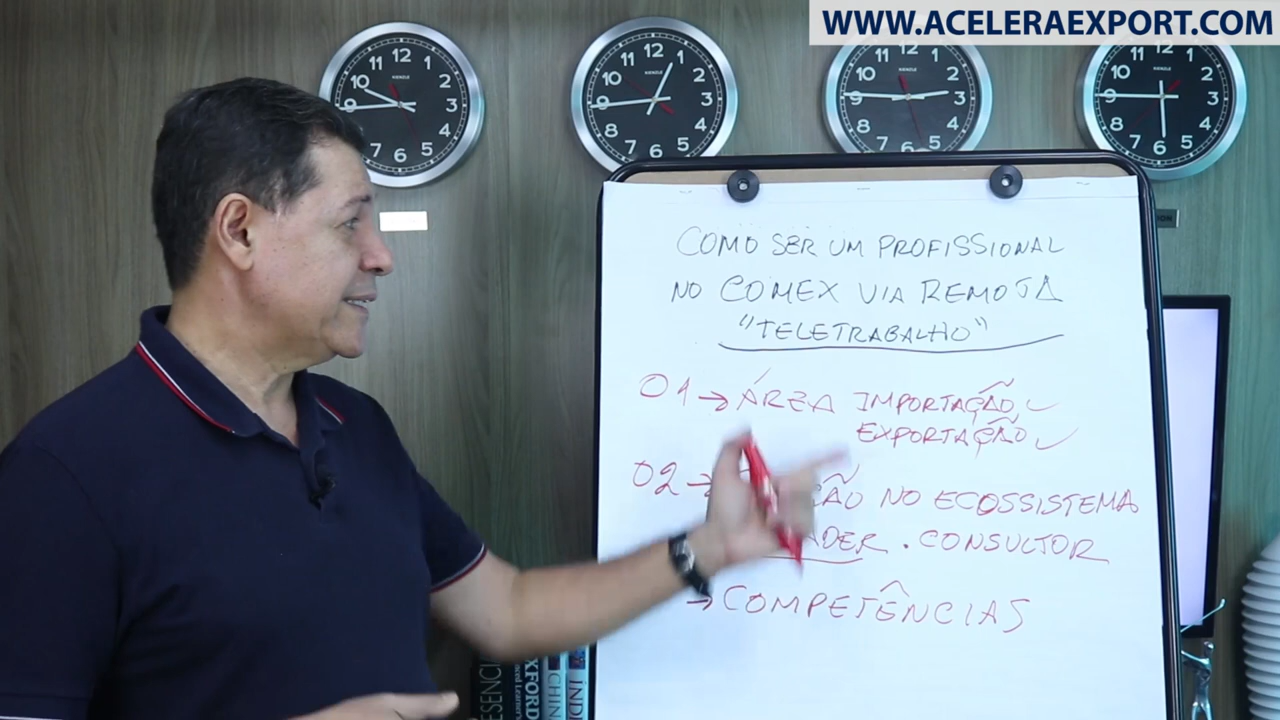 WWW.ACELERAEXPORT.COM
COMO SER UM PROFISSIONAL
NO COMEX VIA REMOTA
"TELETRABALHO"
01 → ÁREA IMPORTAÇÃO ✓
EXPORTAÇÃO ✓
02 → NO ECOSSISTEMA
. CONSULTOR
→ COMPETÊNCIAS